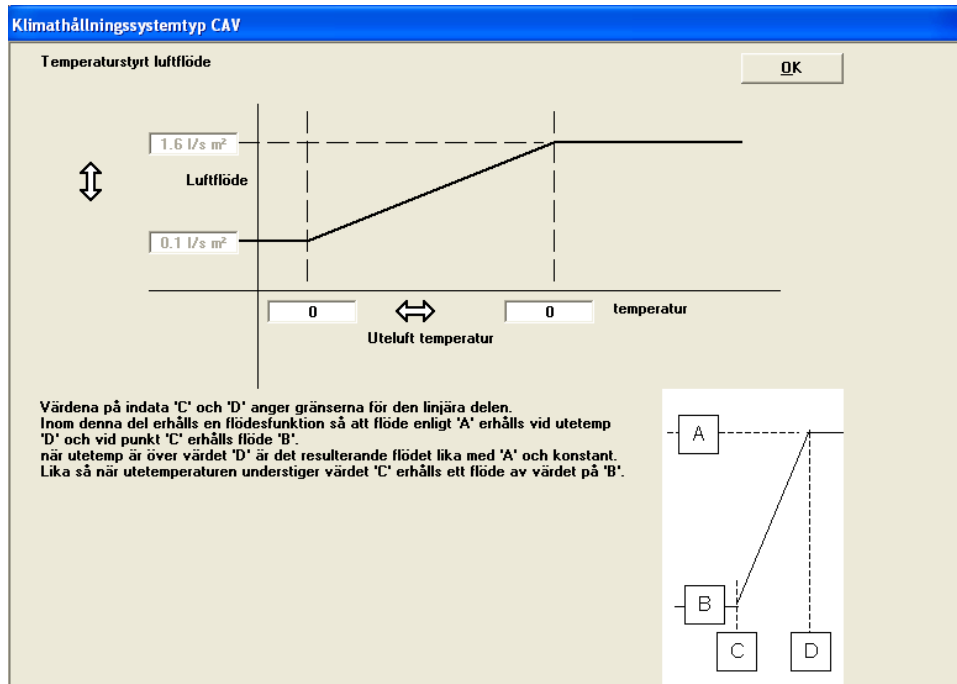 Klimathållningssystemtyp CAV
Temperaturstyrt luftflöde
OK
1.6 l/s m²
Luftflöde
0.1 l/s m²
0
0
temperatur
Uteluft temperatur
Värdena på indata 'C' och 'D' anger gränserna för den linjära delen.
Inom denna del erhålls en flödesfunktion så att flöde enligt 'A' erhålls vid utetemp
'D' och vid punkt 'C' erhålls flöde 'B'.
när utetemp är över värdet 'D' är det resulterande flödet lika med 'A' och konstant.
Lika så när utetemperaturen understiger värdet 'C' erhålls ett flöde av värdet på 'B'.
A
B
C
D